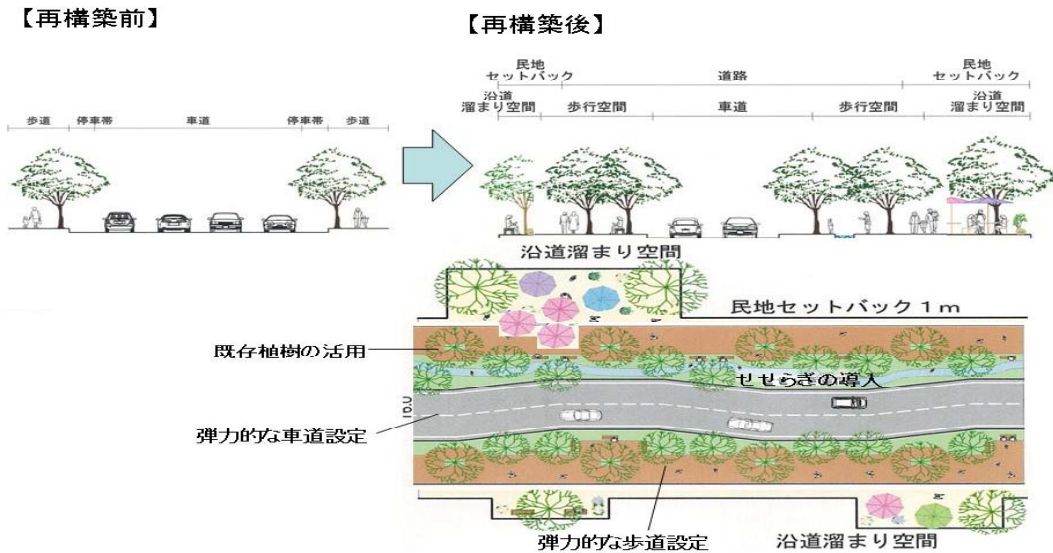 【再構築前】
【再構築後】
民地
セットバック
道路
民地
セットバック
沿道
溜まり空間
歩行空間
車道
歩行空間
沿道
溜まり空間
歩道
停車帯
車道
停車帯
歩道
沿道溜まり空間
民地セットバック1m
既存植樹の活用
せせらぎの導入
16.0
弾力的な車道設定
弾力的な歩道設定
沿道溜まり空間